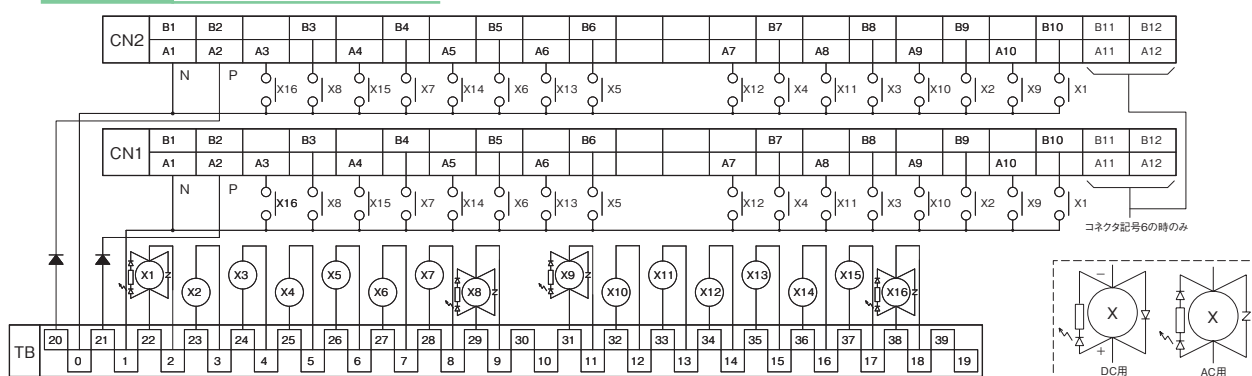 CN2 B1 B2 B3 B4 B5 B6 B7 B8 B9 B10 B11 B12
A1 A2 A3 A4 A5 A6 A7 A8 A9 A10 A11 A12
N P X16 X8 X15 X7 X14 X6 X13 X5 X12 X4 X11 X3 X10 X2 X9 X1
CN1 B1 B2 B3 B4 B5 B6 B7 B8 B9 B10 B11 B12
A1 A2 A3 A4 A5 A6 A7 A8 A9 A10 A11 A12
N P X16 X8 X15 X7 X14 X6 X13 X5 X12 X4 X11 X3 X10 X2 X9 X1
コネクタ記号6の時のみ
X1 X2 X3 X4 X5 X6 X7 X8 X9 X10 X11 X12 X13 X14 X15 X16
Z Z Z Z
TB 20 21 22 23 24 25 26 27 28 29 30 31 32 33 34 35 36 37 38 39
0 1 2 3 4 5 6 7 8 9 10 11 12 13 14 15 16 17 18 19
− X + X Z
DC用 AC用